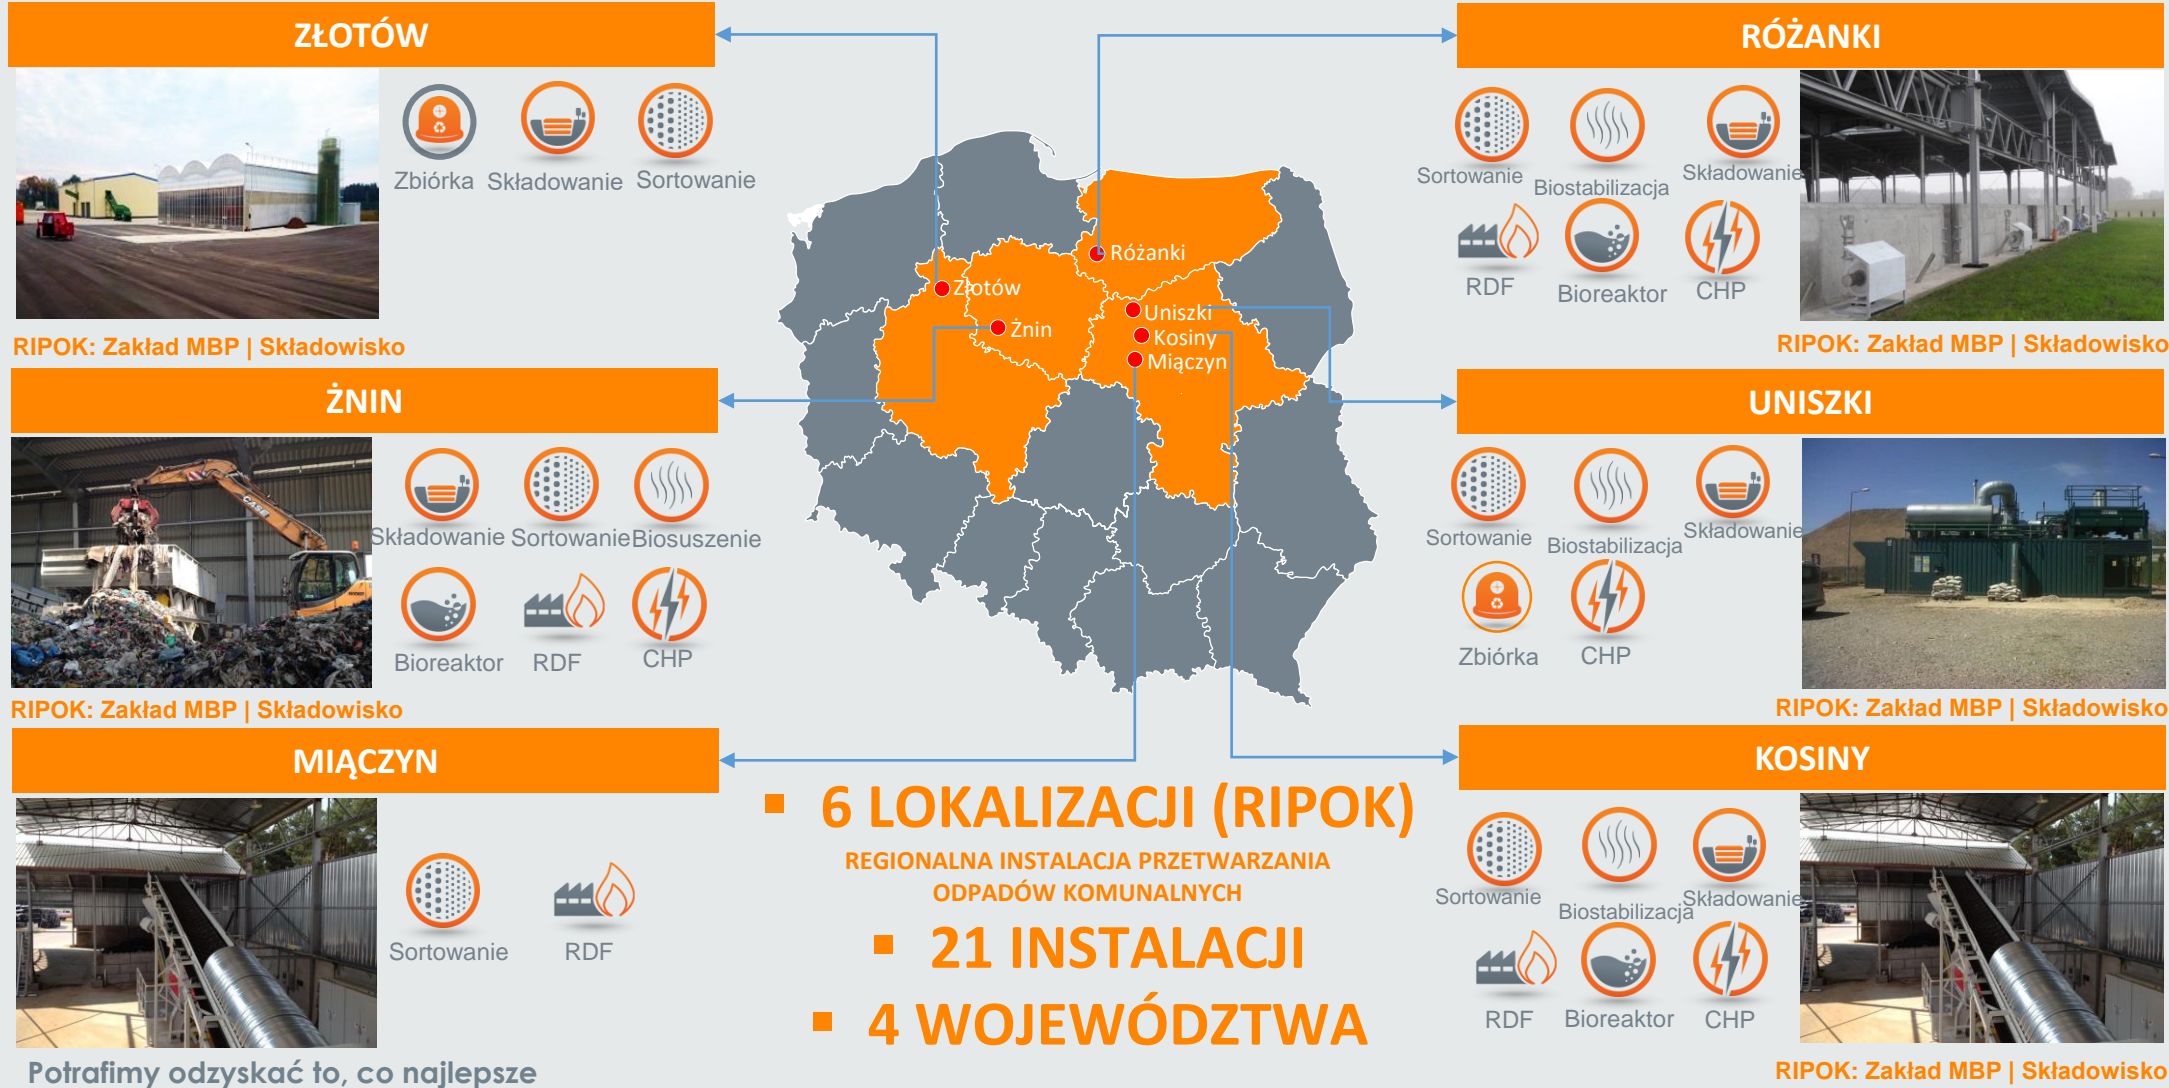 ZŁOTÓW
Zbiórka Składowanie Sortowanie
RIPOK: Zakład MBP | Składowisko
ŻNIN
Składowanie Sortowanie Biosuszenie
CASE
Bioreaktor RDF CHP
RIPOK: Zakład MBP | Składowisko
MIĄCZYN
Sortowanie RDF
Potrafimy odzyskać to, co najlepsze
Różanki
Złotów
Uniszki
Żnin
Kosiny
Miączyn
▪ 6 LOKALIZACJI (RIPOK)
REGIONALNA INSTALACJA PRZETWARZANIA
ODPADÓW KOMUNALNYCH
▪ 21 INSTALACJI
▪ 4 WOJEWÓDZTWA
RÓŻANKI
Sortowanie Biostabilizacja Składowanie
RDF Bioreaktor CHP
RIPOK: Zakład MBP | Składowisko
UNISZKI
Sortowanie Biostabilizacja Składowanie
Zbiórka CHP
RIPOK: Zakład MBP | Składowisko
KOSINY
Sortowanie Biostabilizacja Składowanie
RDF Bioreaktor CHP
RIPOK: Zakład MBP | Składowisko